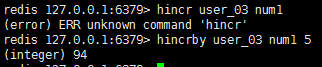 redis 127.0.0.1:6379> hincr user_03 num1
(error) ERR unknown command 'hincr'
redis 127.0.0.1:6379> hincrby user_03 num1 5
(integer) 94